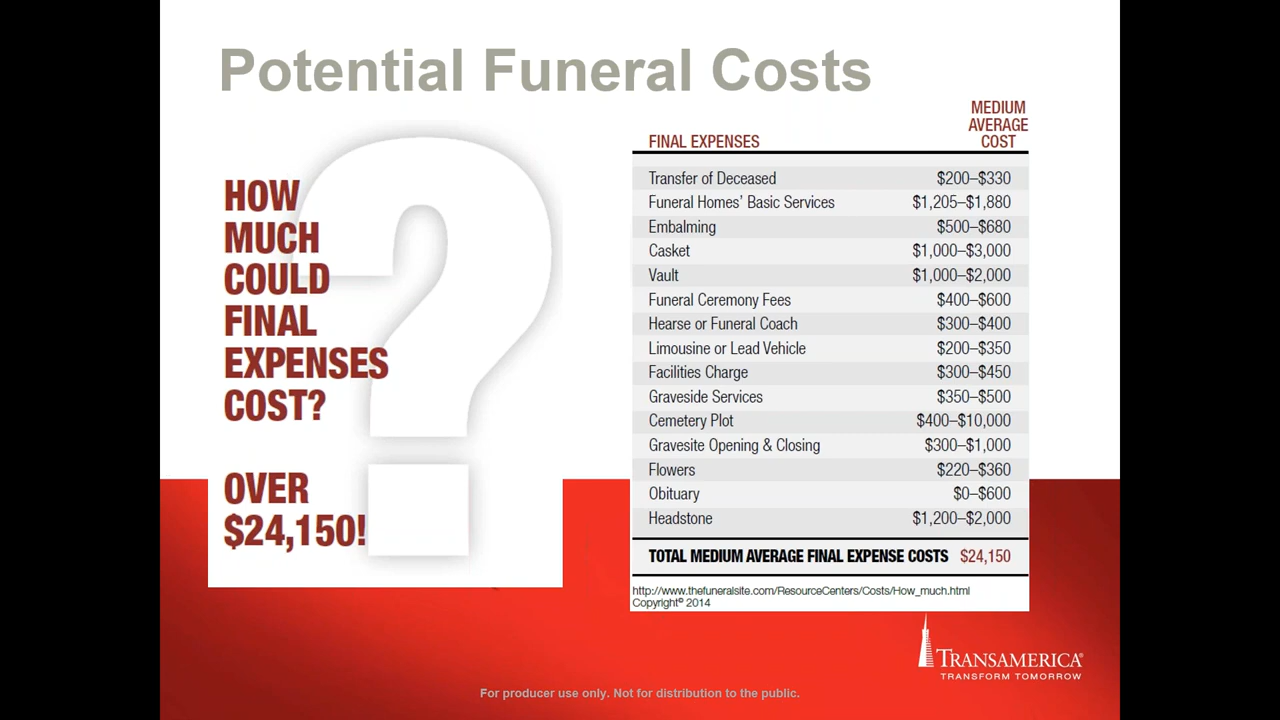 Potential Funeral Costs
HOW
MUCH
COULD
FINAL
EXPENSES
COST?
OVER
$24,150!
MEDIUM
AVERAGE
FINAL EXPENSES COST
Transfer of Deceased $200–$330
Funeral Homes' Basic Services $1,205–$1,880
Embalming $500–$680
Casket $1,000–$3,000
Vault $1,000–$2,000
Funeral Ceremony Fees $400–$600
Hearse or Funeral Coach $300–$400
Limousine or Lead Vehicle $200–$350
Facilities Charge $300–$450
Graveside Services $350–$500
Cemetery Plot $400–$10,000
Gravesite Opening & Closing $300–$1,000
Flowers $220–$360
Obituary $0–$600
Headstone $1,200–$2,000
TOTAL MEDIUM AVERAGE FINAL EXPENSE COSTS $24,150
http://www.thefuneralsite.com/ResourceCenters/Costs/How_much.html
Copyright© 2014
TRANSAMERICA®
TRANSFORM TOMORROW
For producer use only. Not for distribution to the public.